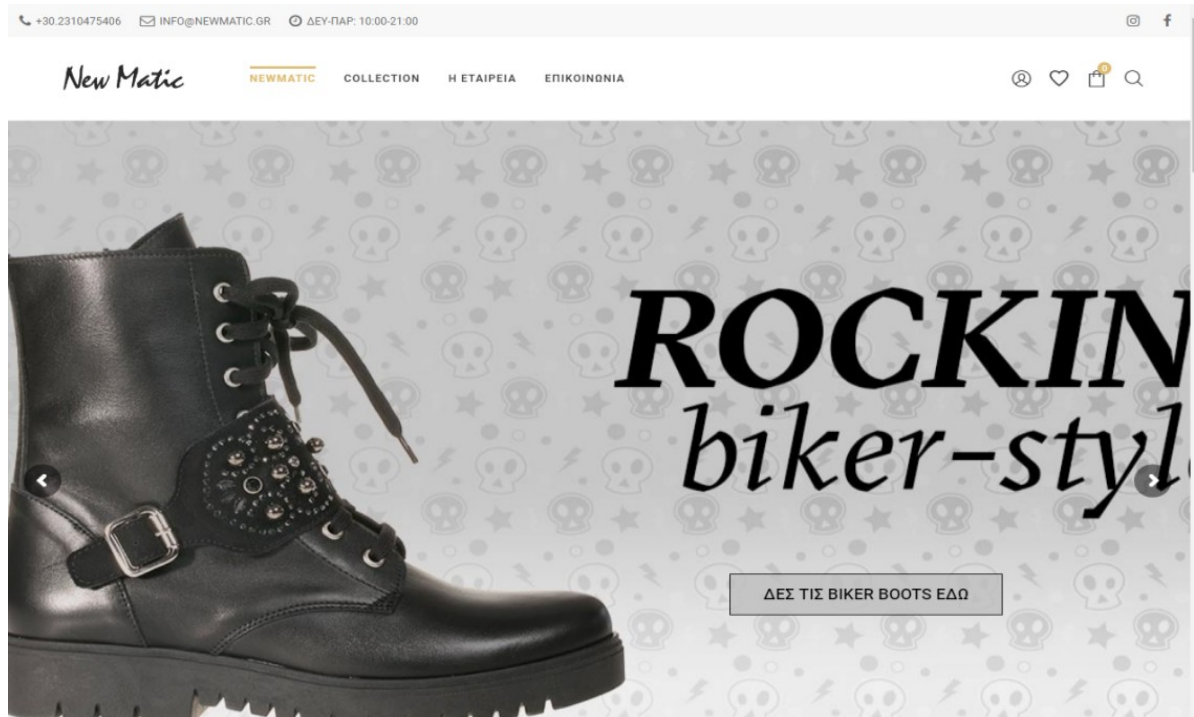 +30.2310475406 INFO@NEWMATIC.GR ΔΕΥ-ΠΑΡ: 10:00-21:00
New Matic NEWMATIC COLLECTION Η ΕΤΑΙΡΕΙΑ ΕΠΙΚΟΙΝΩΝΙΑ 0
ROCKIN
biker-style
ΔΕΣ ΤΙΣ BIKER BOOTS ΕΔΩ